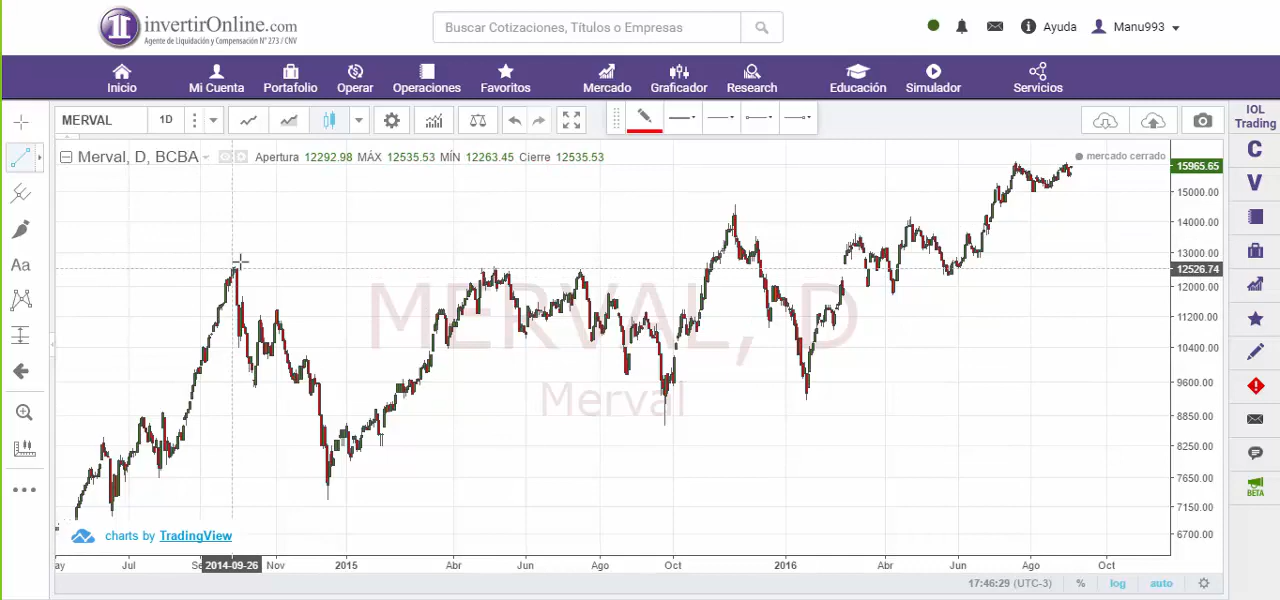 invertirOnline.com
Agente de Liquidación y Compensación N° 273 / CNV
Buscar Cotizaciones, Títulos o Empresas
Ayuda
Manu993
Inicio
Mi Cuenta
Portafolio
Operar
Operaciones
Favoritos
Mercado
Graficador
Research
Educación
Simulador
Servicios
MERVAL
1D
IOL
Trading
Merval, D, BCBA
Apertura 12292.98 MÁX 12535.53 MÍN 12263.45 Cierre 12535.53
mercado cerrado
C
V
Aa
BETA
15965.65
15000.00
14000.00
13000.00
12526.74
12000.00
11200.00
10400.00
9600.00
8850.00
8250.00
7650.00
7150.00
6700.00
MERVAL, D
Merval
charts by TradingView
ay
Jul
Se
2014-09-26
Nov
2015
Abr
Jun
Ago
Oct
2016
Abr
Jun
Ago
Oct
17:46:29 (UTC-3)
%
log
auto